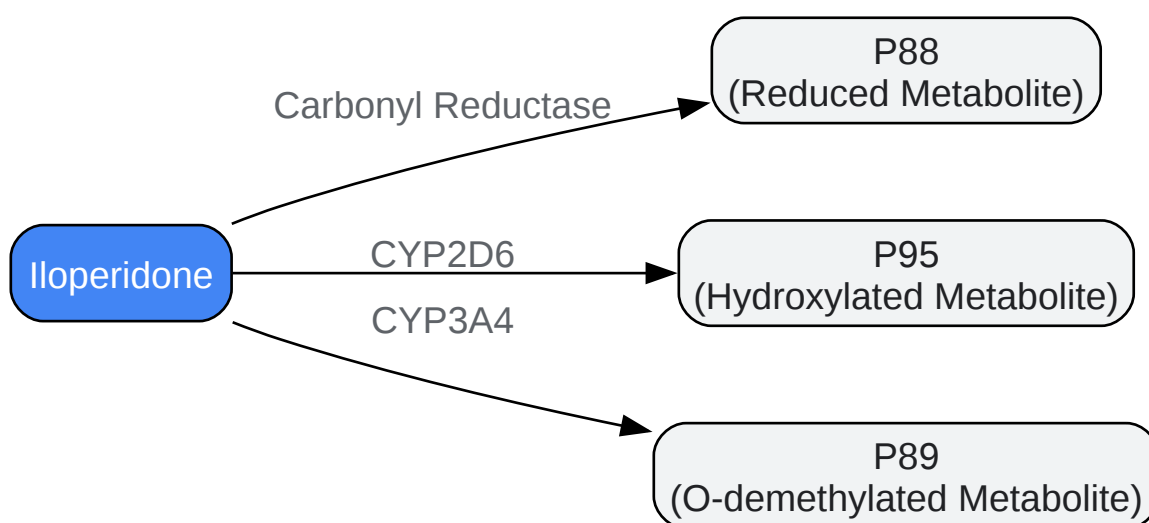 P88
(Reduced Metabolite)
Carbonyl Reductase
Iloperidone
CYP2D6
P95
(Hydroxylated Metabolite)
CYP3A4
P89
(O-demethylated Metabolite)